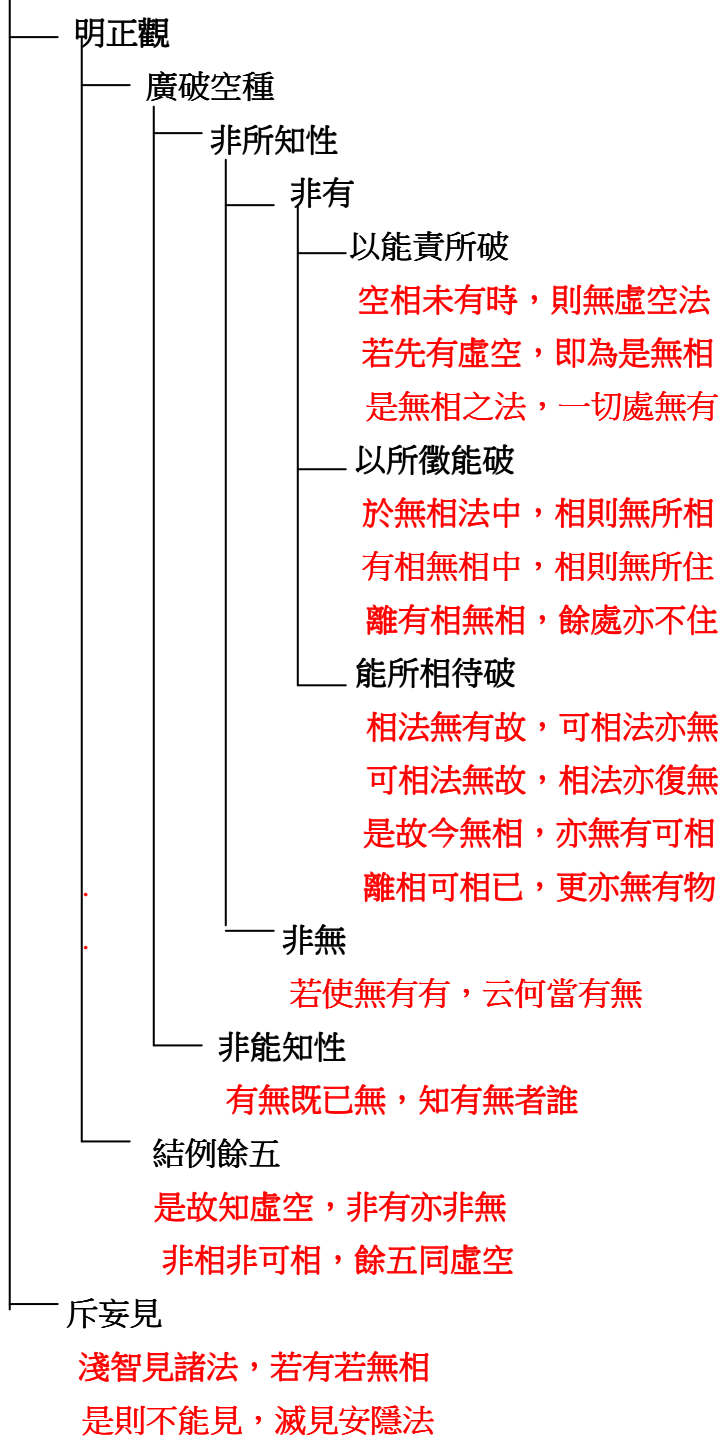 明正觀
廣破空種
非所知性
非有
以能責所破
空相未有時，則無虛空法
若先有虛空，即為是無相
是無相之法，一切處無有
以所徵能破
於無相法中，相則無所相
有相無相中，相則無所住
離有相無相，餘處亦不住
能所相待破
相法無有故，可相法亦無
可相法無故，相法亦復無
是故今無相，亦無有可相
離相可相已，更亦無有物
非無
若使無有有，云何當有無
非能知性
有無既已無，知有無者誰
結例餘五
是故知虛空，非有亦非無
非相非可相，餘五同虛空
斥妄見
淺智見諸法，若有若無相
是則不能見，滅見安隱法